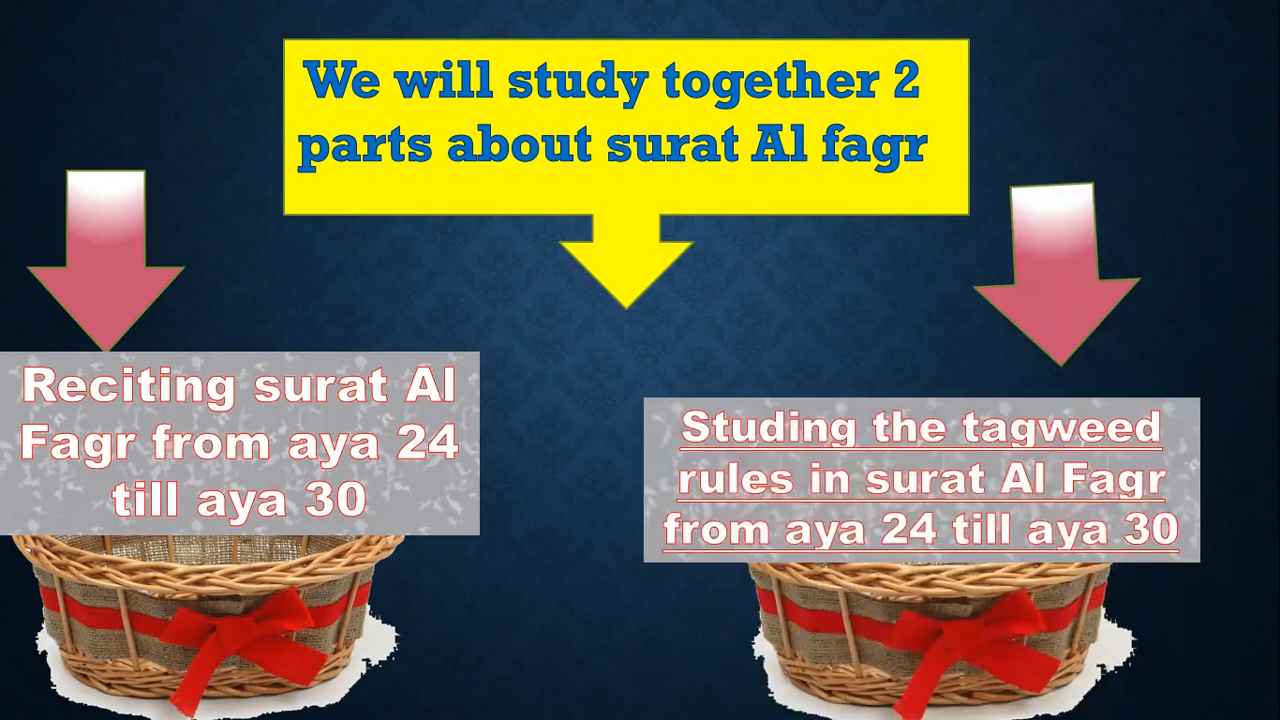 We will study together 2
parts about surat Al fagr
Reciting surat Al
Fagr from aya 24
till aya 30
Studing the tagweed
rules in surat Al Fagr
from aya 24 till aya 30